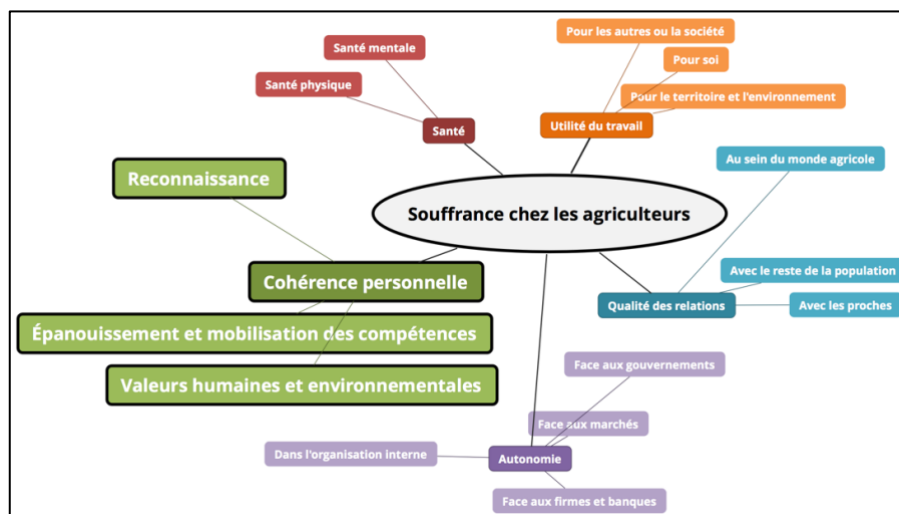 Pour les autres ou la société
Santé mentale
Pour soi
Santé physique
Pour le territoire et l'environnement
Santé
Utilité du travail
Au sein du monde agricole
Reconnaissance
Souffrance chez les agriculteurs
Avec le reste de la population
Cohérence personnelle
Qualité des relations
Avec les proches
Épanouissement et mobilisation des compétences
Face aux gouvernements
Valeurs humaines et environnementales
Face aux marchés
Dans l'organisation interne
Autonomie
Face aux firmes et banques